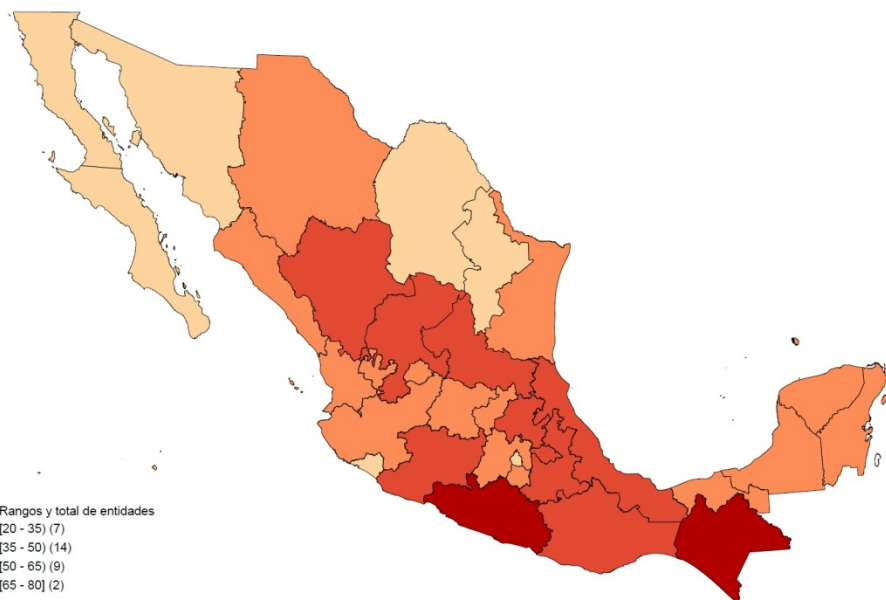 Rangos y total de entidades
[20 - 35) (7)
[35 - 50) (14)
[50 - 65) (9)
[65 - 80] (2)